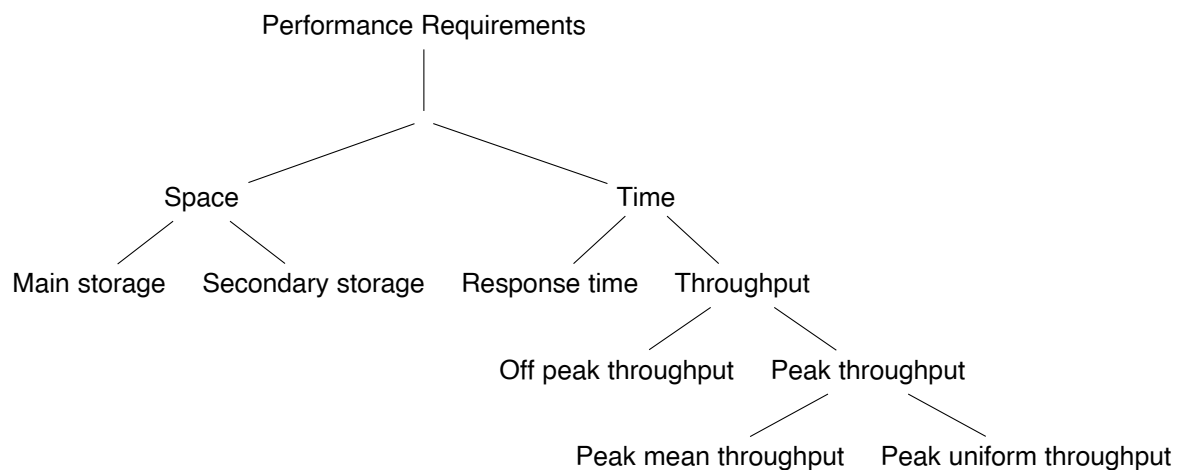 Performance Requirements
Space
Time
Main storage
Secondary storage
Response time
Throughput
Off peak throughput
Peak throughput
Peak mean throughput
Peak uniform throughput